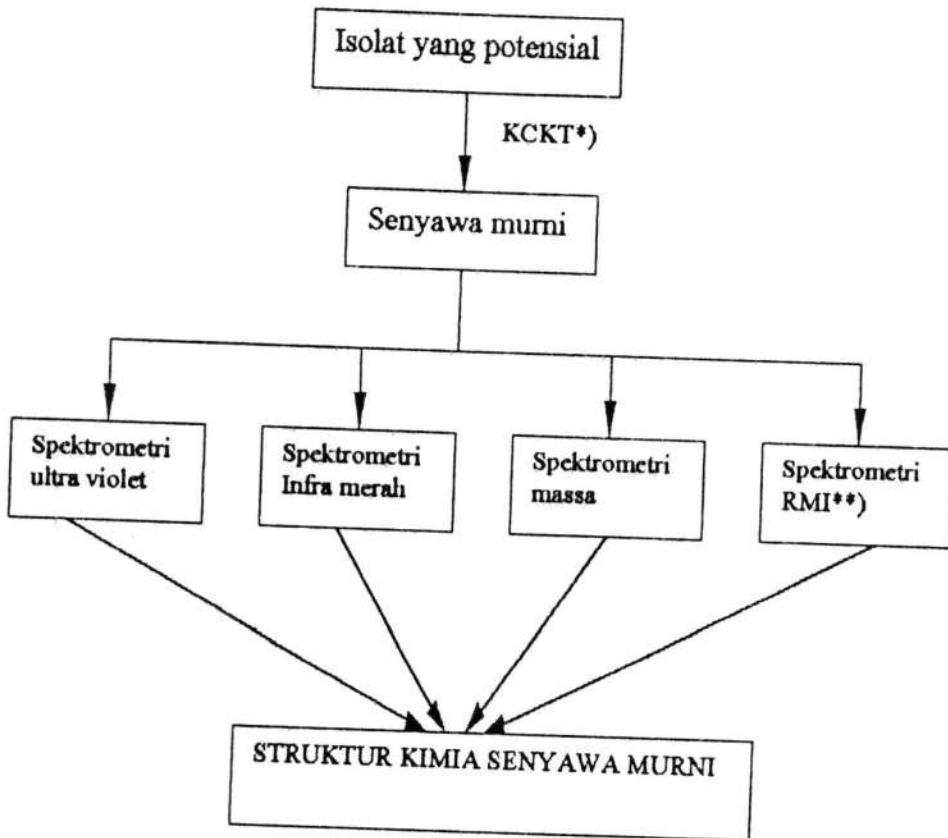 Isolat yang potensial
KCKT*)
Senyawa murni
Spektrometri
ultra violet
Spektrometri
Infra merah
Spektrometri
massa
Spektrometri
RMI**)
STRUKTUR KIMIA SENYAWA MURNI